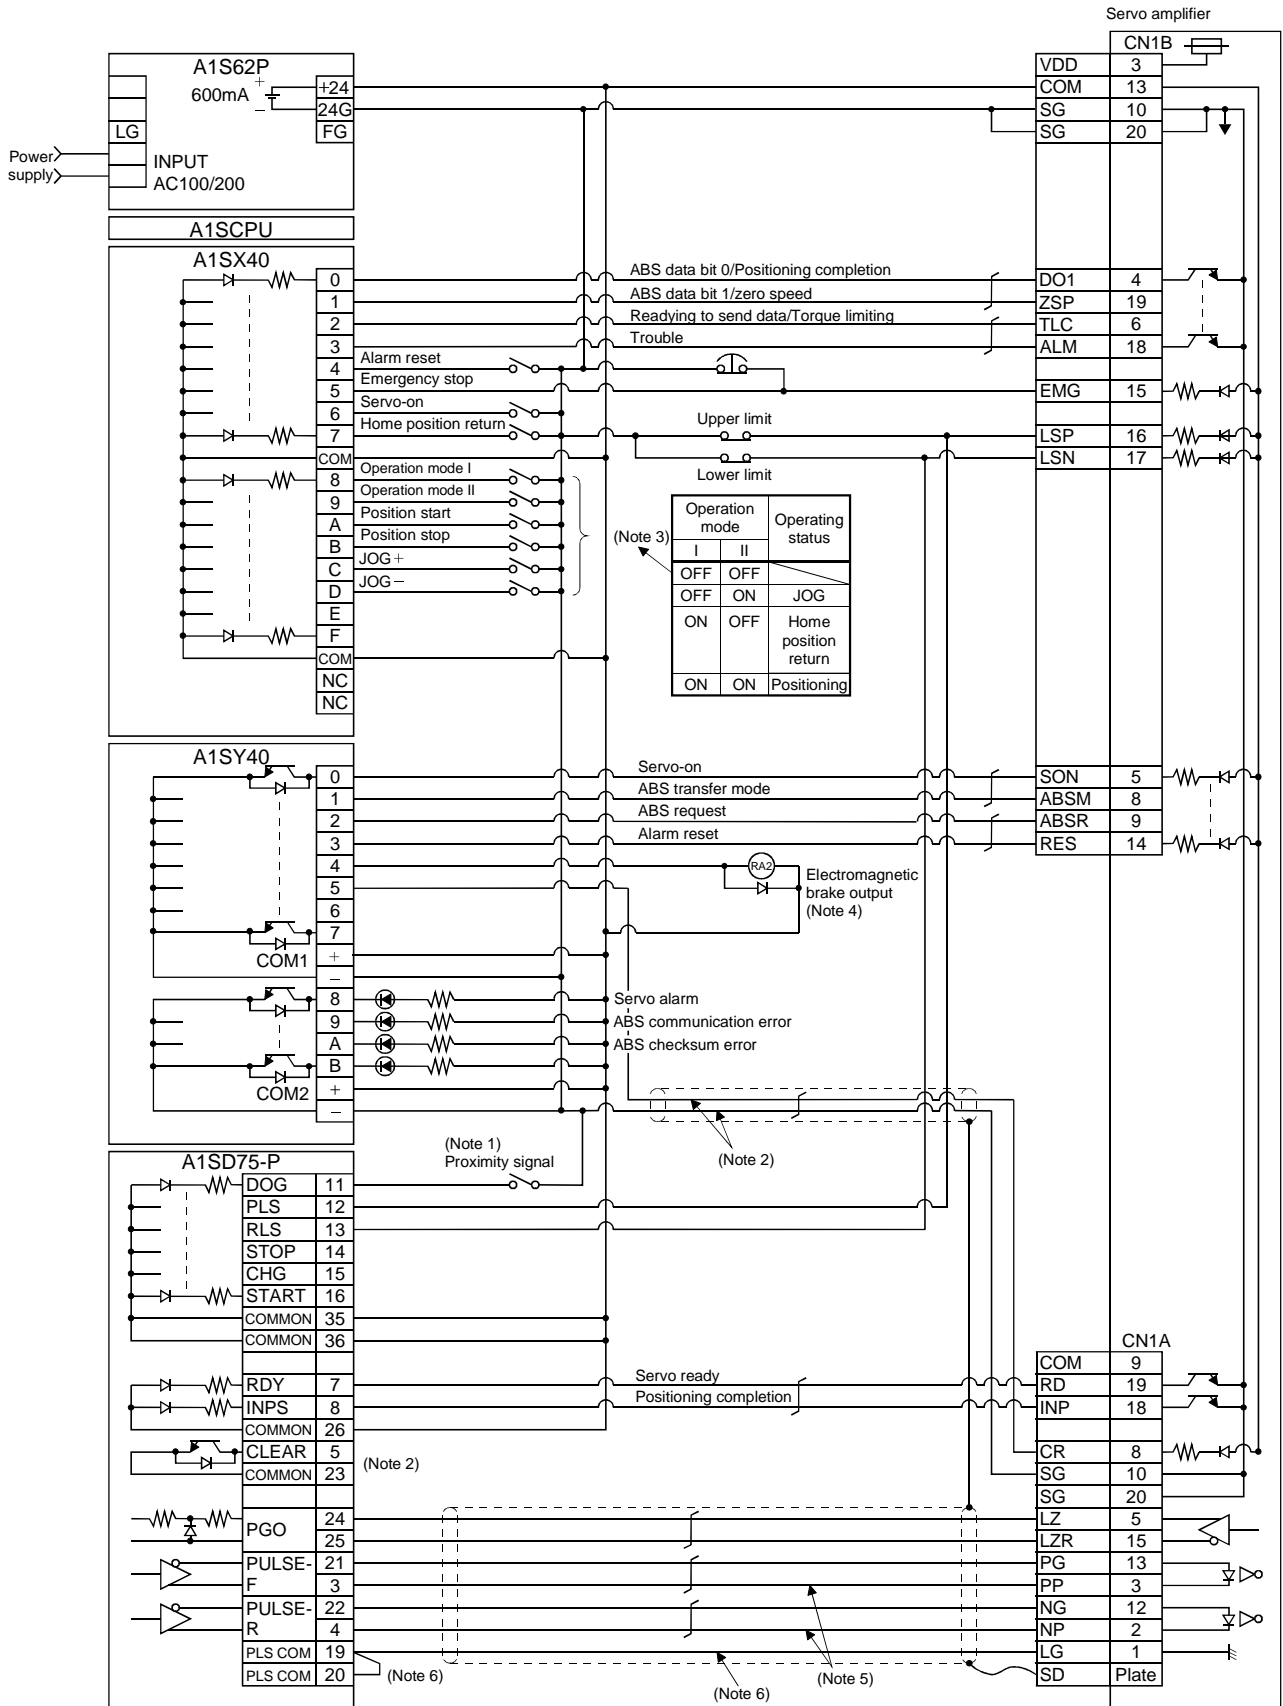 Servo amplifier
CN1B
A1S62P
+
600mA
−
+24
24G
LG
FG
Power
supply
INPUT
AC100/200
VDD 3
COM 13
SG 10
SG 20
A1SCPU
A1SX40
0 ABS data bit 0/Positioning completion DO1 4
1 ABS data bit 1/zero speed ZSP 19
2 Readying to send data/Torque limiting TLC 6
3 Trouble ALM 18
4 Alarm reset
5 Emergency stop EMG 15
6 Servo-on
7 Home position return Upper limit LSP 16
COM Lower limit LSN 17
8 Operation mode I
9 Operation mode II
A Position start
B Position stop
C JOG+
D JOG−
E
F
COM
NC
NC
(Note 3)
Operation mode Operating status
I II
OFF OFF
OFF ON JOG
ON OFF Home position return
ON ON Positioning
A1SY40
0 Servo-on SON 5
1 ABS transfer mode ABSM 8
2 ABS request ABSR 9
3 Alarm reset RES 14
4 RA2
5 Electromagnetic
brake output
6 (Note 4)
7
COM1 +
−
8 Servo alarm
9 ABS communication error
A ABS checksum error
B
COM2 +
−
(Note 2)
(Note 1)
Proximity signal
A1SD75-P
DOG 11
PLS 12
RLS 13
STOP 14
CHG 15
START 16
COMMON 35
COMMON 36
CN1A
COM 9
RDY 7 Servo ready RD 19
INPS 8 Positioning completion INP 18
COMMON 26
CLEAR 5 CR 8
(Note 2)
COMMON 23 SG 10
SG 20
PGO 24 LZ 5
25 LZR 15
PULSE-F 21 PG 13
3 PP 3
PULSE-R 22 NG 12
4 NP 2
PLS COM 19 LG 1
PLS COM 20 (Note 6) SD Plate
(Note 5)
(Note 6)